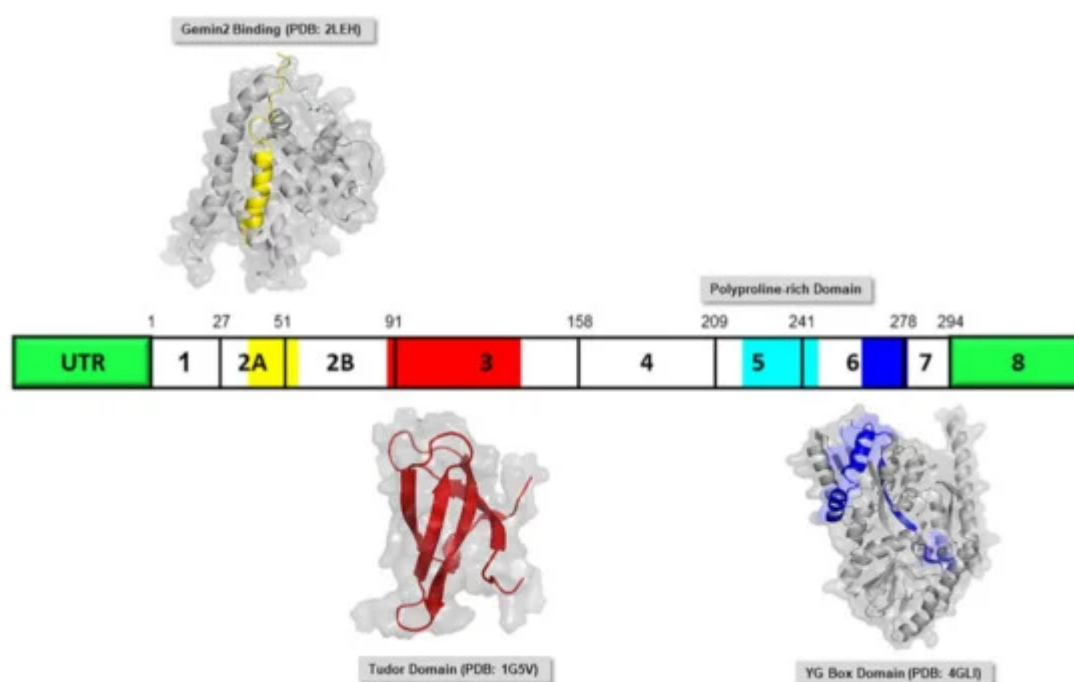 Gemin2 Binding (PDB: 2LEH)
Polyproline-rich Domain
1 27 51 91 158 209 241 278 294
UTR 1 2A 2B 3 4 5 6 7 8
Tudor Domain (PDB: 1G5V)
YG Box Domain (PDB: 4GLI)